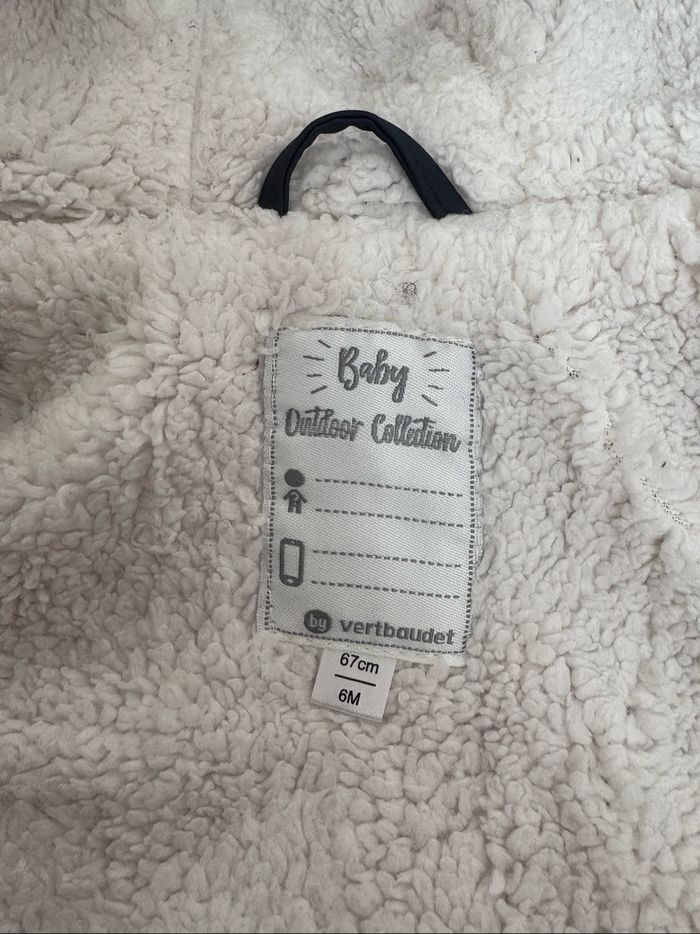 Baby
Outdoor Collection
by vertbaudet
67cm
6M